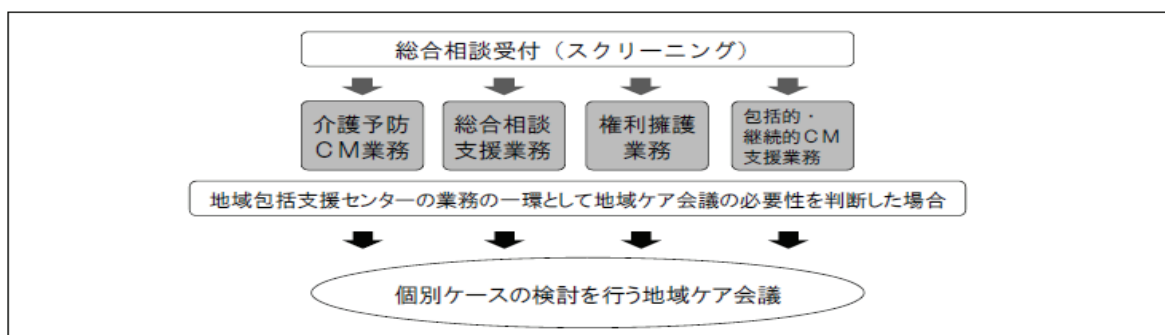 総合相談受付（スクリーニング）
介護予防
ＣＭ業務
総合相談
支援業務
権利擁護
業務
包括的・
継続的ＣＭ
支援業務
地域包括支援センターの業務の一環として地域ケア会議の必要性を判断した場合
個別ケースの検討を行う地域ケア会議